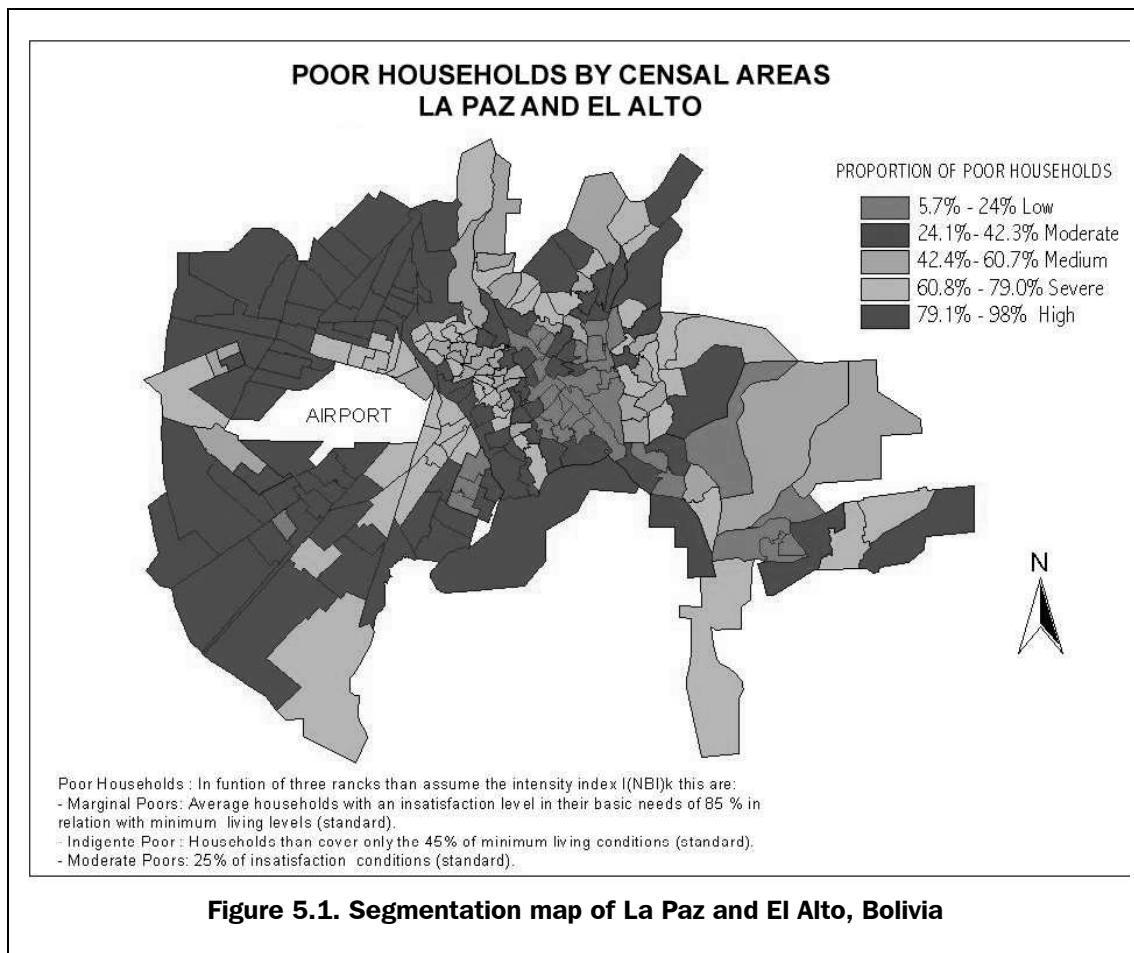 POOR HOUSEHOLDS BY CENSAL AREAS
LA PAZ AND EL ALTO
PROPORTION OF POOR HOUSEHOLDS
5.7% - 24% Low
24.1% - 42.3% Moderate
42.4% - 60.7% Medium
60.8% - 79.0% Severe
79.1% - 98% High
AIRPORT
N
Poor Households : In funtion of three rancks than assume the intensity index I(NBI)k this are:
- Marginal Poors: Average households with an insatisfaction level in their basic needs of 85 % in
relation with minimum living levels (standard).
- Indigente Poor : Households than cover only the 45% of minimum living conditions (standard).
- Moderate Poors: 25% of insatisfaction conditions (standard).
Figure 5.1. Segmentation map of La Paz and El Alto, Bolivia